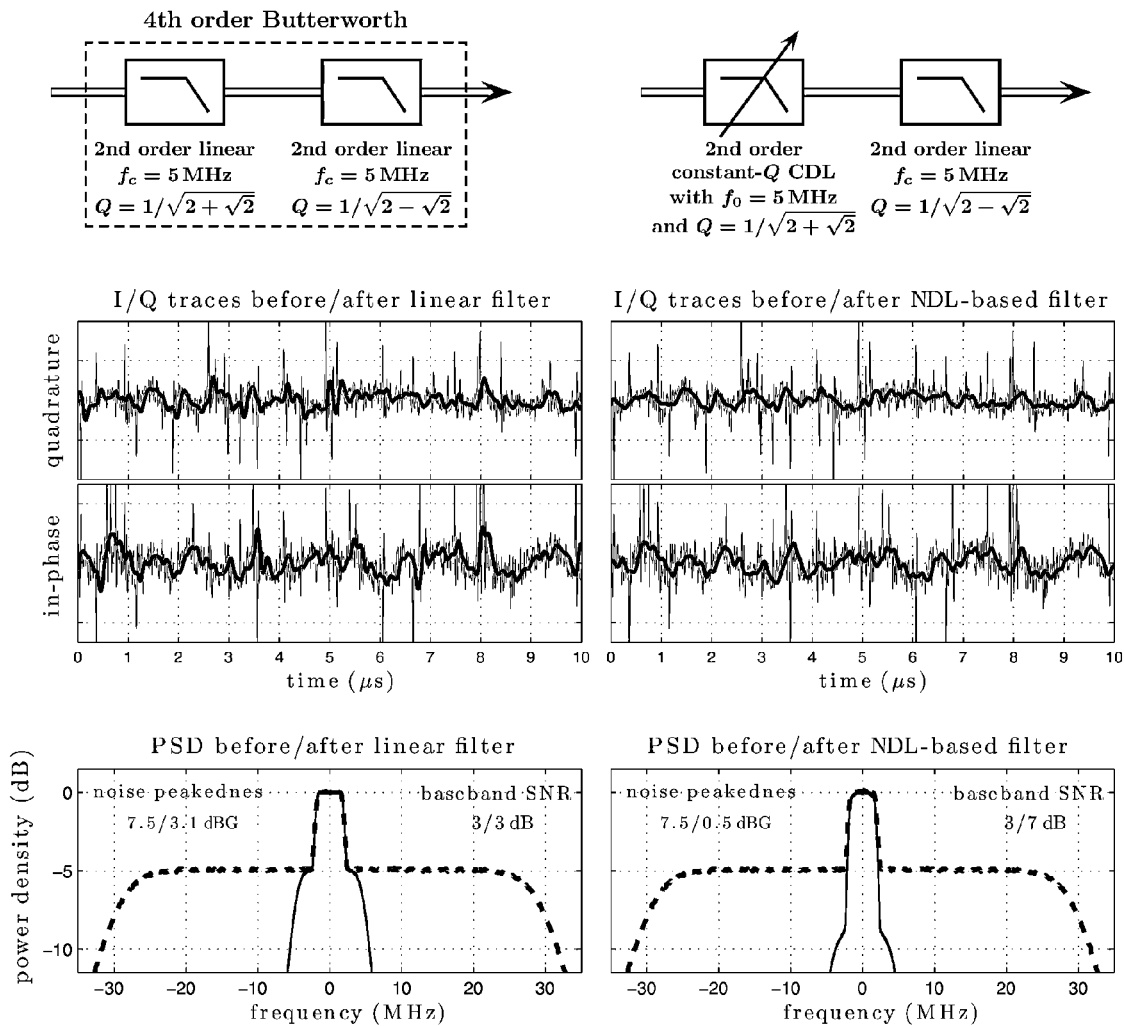 4th order Butterworth
2nd order linear
f_c = 5 MHz
Q = 1/√(2 + √2)
2nd order linear
f_c = 5 MHz
Q = 1/√(2 − √2)
2nd order
constant-Q CDL
with f_0 = 5 MHz
and Q = 1/√(2 + √2)
2nd order linear
f_c = 5 MHz
Q = 1/√(2 − √2)
I/Q traces before/after linear filter
quadrature
in-phase
0 1 2 3 4 5 6 7 8 9 10
time (μs)
I/Q traces before/after NDL-based filter
0 1 2 3 4 5 6 7 8 9 10
time (μs)
PSD before/after linear filter
power density (dB)
0
−5
−10
noise peakednes
7.5/3.1 dBG
baseband SNR
3/3 dB
−30 −20 −10 0 10 20 30
frequency (MHz)
PSD before/after NDL-based filter
0
−5
−10
noise peakednes
7.5/0.5 dBG
baseband SNR
3/7 dB
−30 −20 −10 0 10 20 30
frequency (MHz)